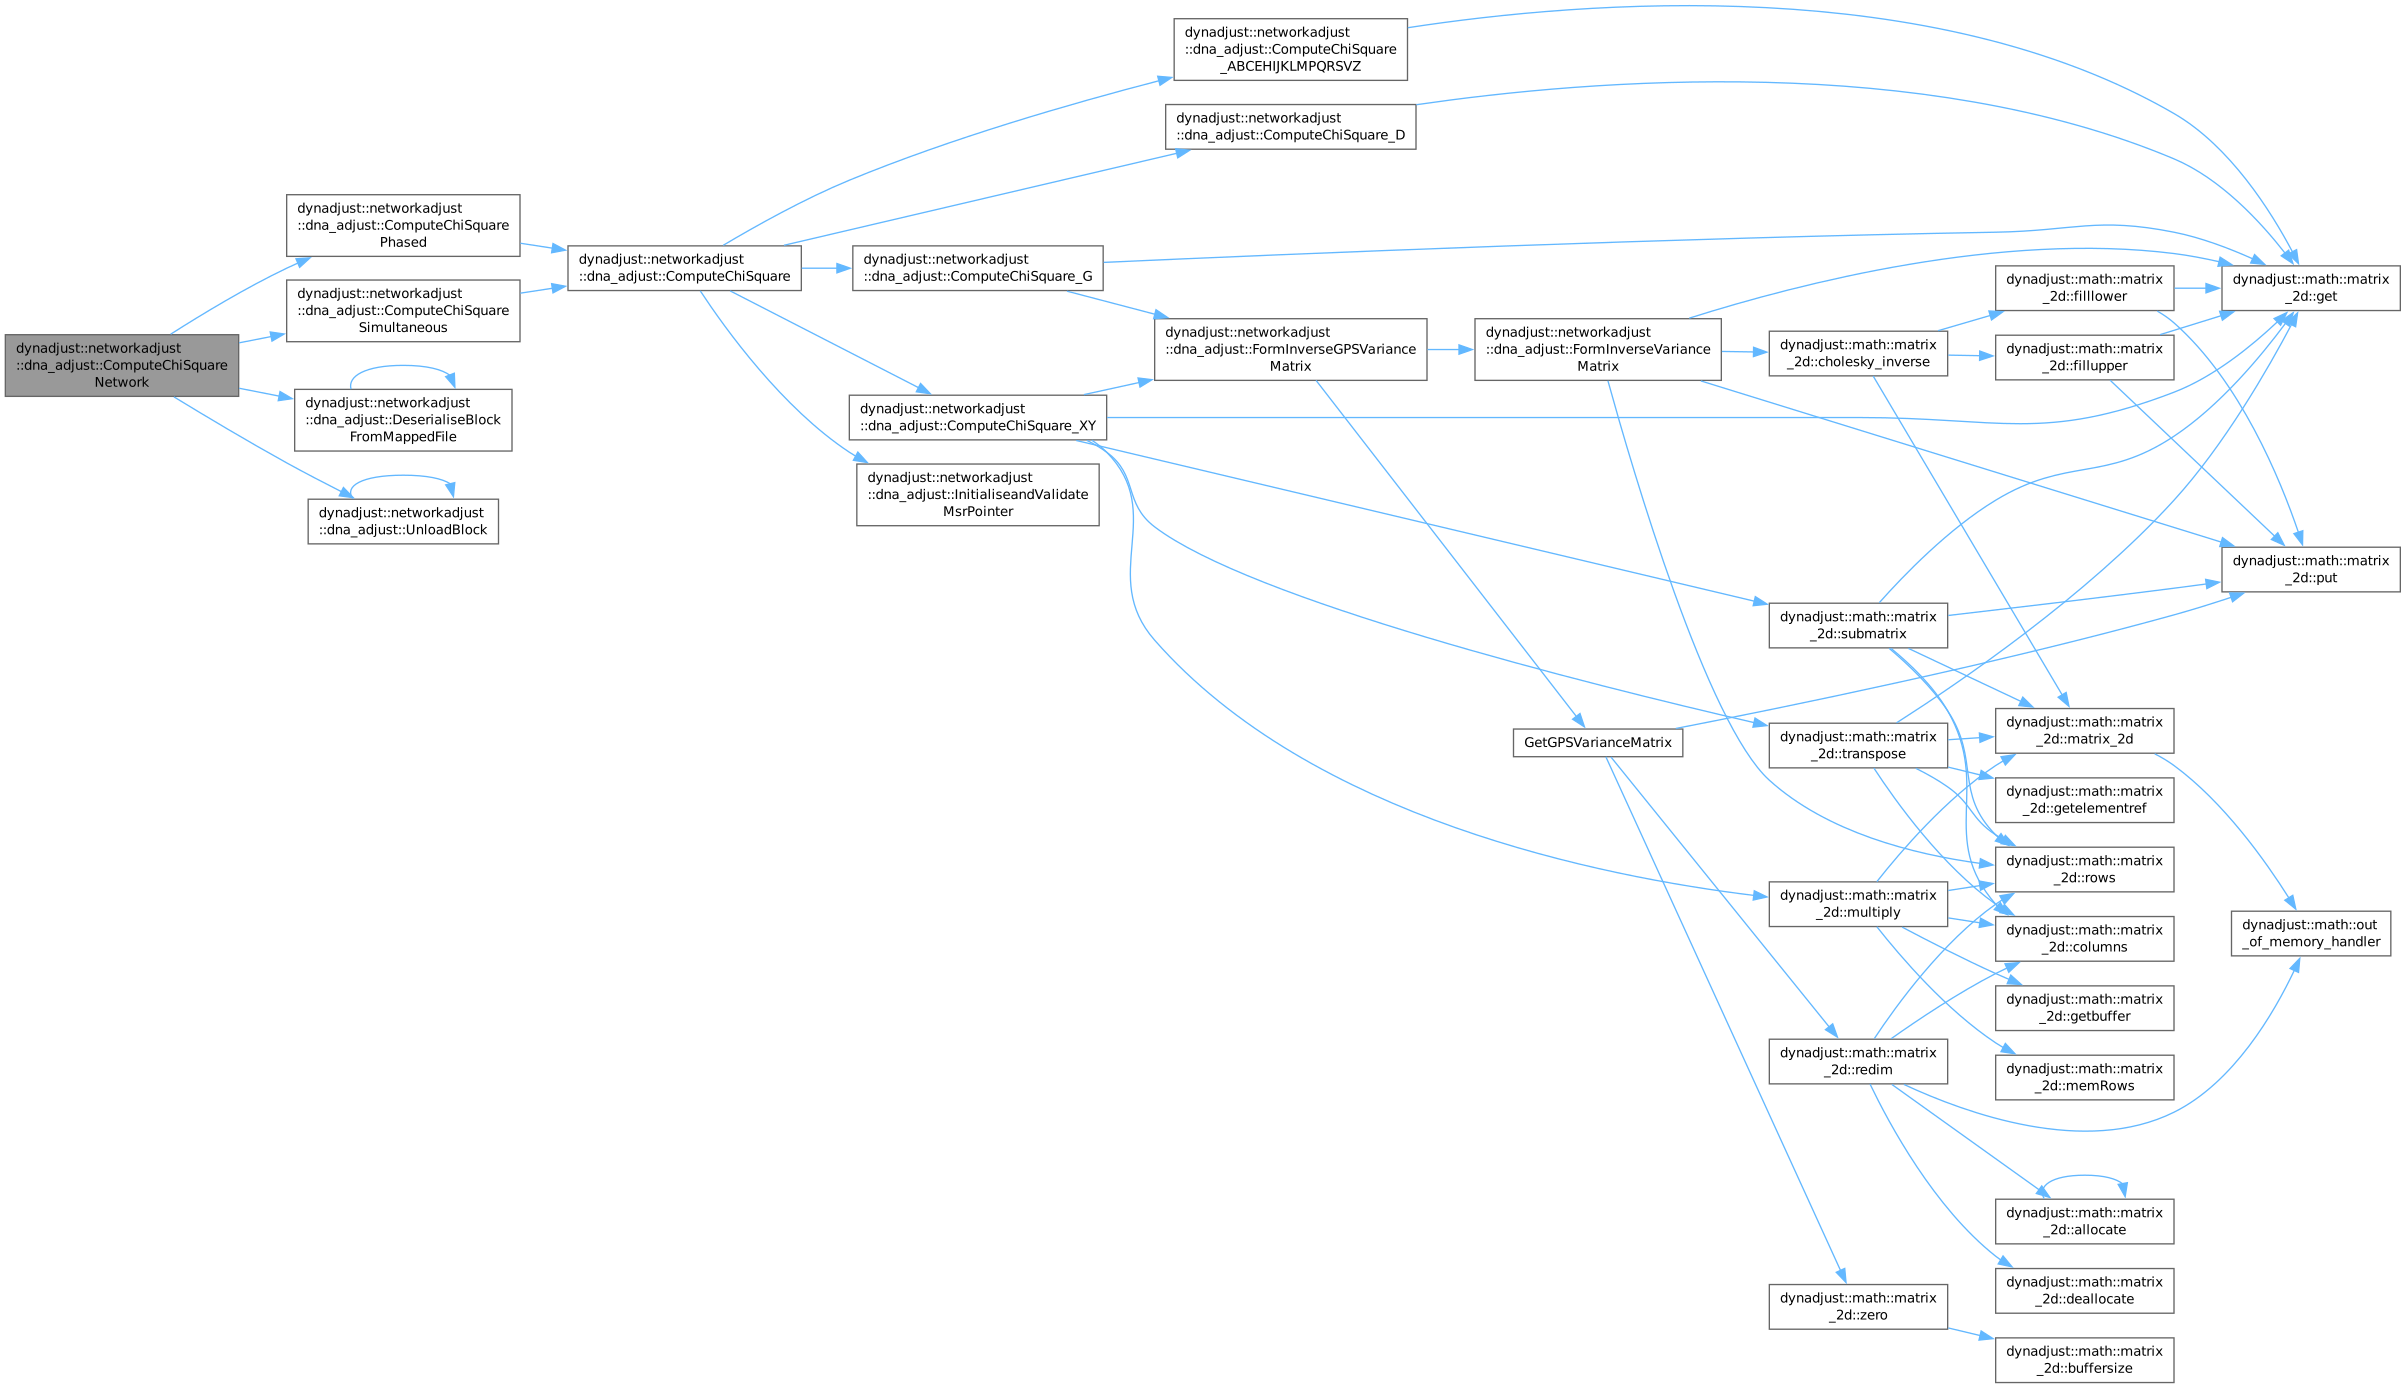 dynadjust::networkadjust
::dna_adjust::ComputeChiSquare
Network
dynadjust::networkadjust
::dna_adjust::ComputeChiSquare
Phased
dynadjust::networkadjust
::dna_adjust::ComputeChiSquare
Simultaneous
dynadjust::networkadjust
::dna_adjust::DeserialiseBlock
FromMappedFile
dynadjust::networkadjust
::dna_adjust::UnloadBlock
dynadjust::networkadjust
::dna_adjust::ComputeChiSquare
dynadjust::networkadjust
::dna_adjust::ComputeChiSquare
_ABCEHIJKLMPQRSVZ
dynadjust::networkadjust
::dna_adjust::ComputeChiSquare_D
dynadjust::networkadjust
::dna_adjust::ComputeChiSquare_G
dynadjust::networkadjust
::dna_adjust::ComputeChiSquare_XY
dynadjust::networkadjust
::dna_adjust::InitialiseandValidate
MsrPointer
dynadjust::networkadjust
::dna_adjust::FormInverseGPSVariance
Matrix
dynadjust::networkadjust
::dna_adjust::FormInverseVariance
Matrix
GetGPSVarianceMatrix
dynadjust::math::matrix
_2d::cholesky_inverse
dynadjust::math::matrix
_2d::submatrix
dynadjust::math::matrix
_2d::transpose
dynadjust::math::matrix
_2d::multiply
dynadjust::math::matrix
_2d::redim
dynadjust::math::matrix
_2d::zero
dynadjust::math::matrix
_2d::filllower
dynadjust::math::matrix
_2d::fillupper
dynadjust::math::matrix
_2d::matrix_2d
dynadjust::math::matrix
_2d::getelementref
dynadjust::math::matrix
_2d::rows
dynadjust::math::matrix
_2d::columns
dynadjust::math::matrix
_2d::getbuffer
dynadjust::math::matrix
_2d::memRows
dynadjust::math::matrix
_2d::allocate
dynadjust::math::matrix
_2d::deallocate
dynadjust::math::matrix
_2d::buffersize
dynadjust::math::matrix
_2d::get
dynadjust::math::matrix
_2d::put
dynadjust::math::out
_of_memory_handler